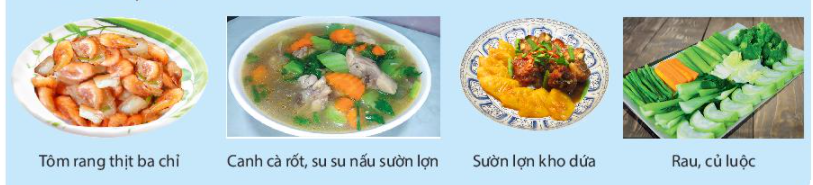 Tôm rang thịt ba chỉ
Canh cà rốt, su su nấu sườn lợn
Sườn lợn kho dứa
Rau, củ luộc